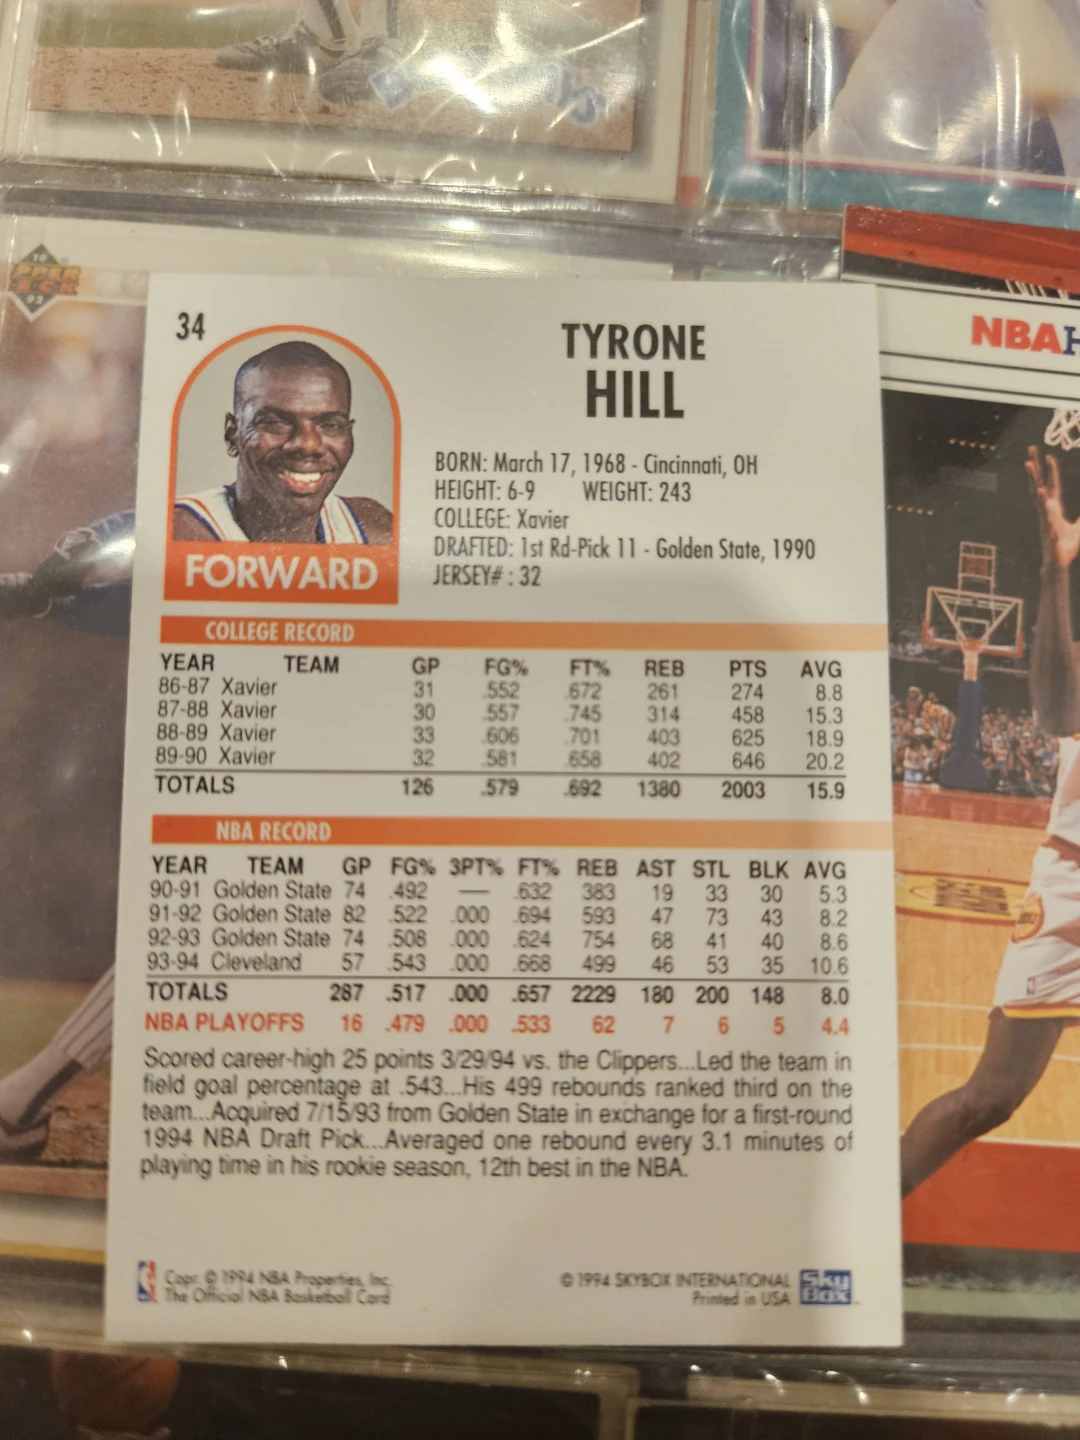 19
PPER
ECK
92
NBA
34
TYRONE
HILL
FORWARD
BORN: March 17, 1968 - Cincinnati, OH
HEIGHT: 6-9 WEIGHT: 243
COLLEGE: Xavier
DRAFTED: 1st Rd-Pick 11 - Golden State, 1990
JERSEY# : 32
COLLEGE RECORD
YEAR TEAM GP FG% FT% REB PTS AVG
86-87 Xavier 31 .552 .672 261 274 8.8
87-88 Xavier 30 .557 .745 314 458 15.3
88-89 Xavier 33 .606 .701 403 625 18.9
89-90 Xavier 32 .581 .658 402 646 20.2
TOTALS 126 .579 .692 1380 2003 15.9
NBA RECORD
YEAR TEAM GP FG% 3PT% FT% REB AST STL BLK AVG
90-91 Golden State 74 .492 — .632 383 19 33 30 5.3
91-92 Golden State 82 .522 .000 .694 593 47 73 43 8.2
92-93 Golden State 74 .508 .000 .624 754 68 41 40 8.6
93-94 Cleveland 57 .543 .000 .668 499 46 53 35 10.6
TOTALS 287 .517 .000 .657 2229 180 200 148 8.0
NBA PLAYOFFS 16 .479 .000 .533 62 7 6 5 4.4
Scored career-high 25 points 3/29/94 vs. the Clippers...Led the team in
field goal percentage at .543...His 499 rebounds ranked third on the
team...Acquired 7/15/93 from Golden State in exchange for a first-round
1994 NBA Draft Pick...Averaged one rebound every 3.1 minutes of
playing time in his rookie season, 12th best in the NBA.
Copr. © 1994 NBA Properties, Inc.
The Official NBA Basketball Card
© 1994 SKYBOX INTERNATIONAL
Printed in USA
Sky
Box